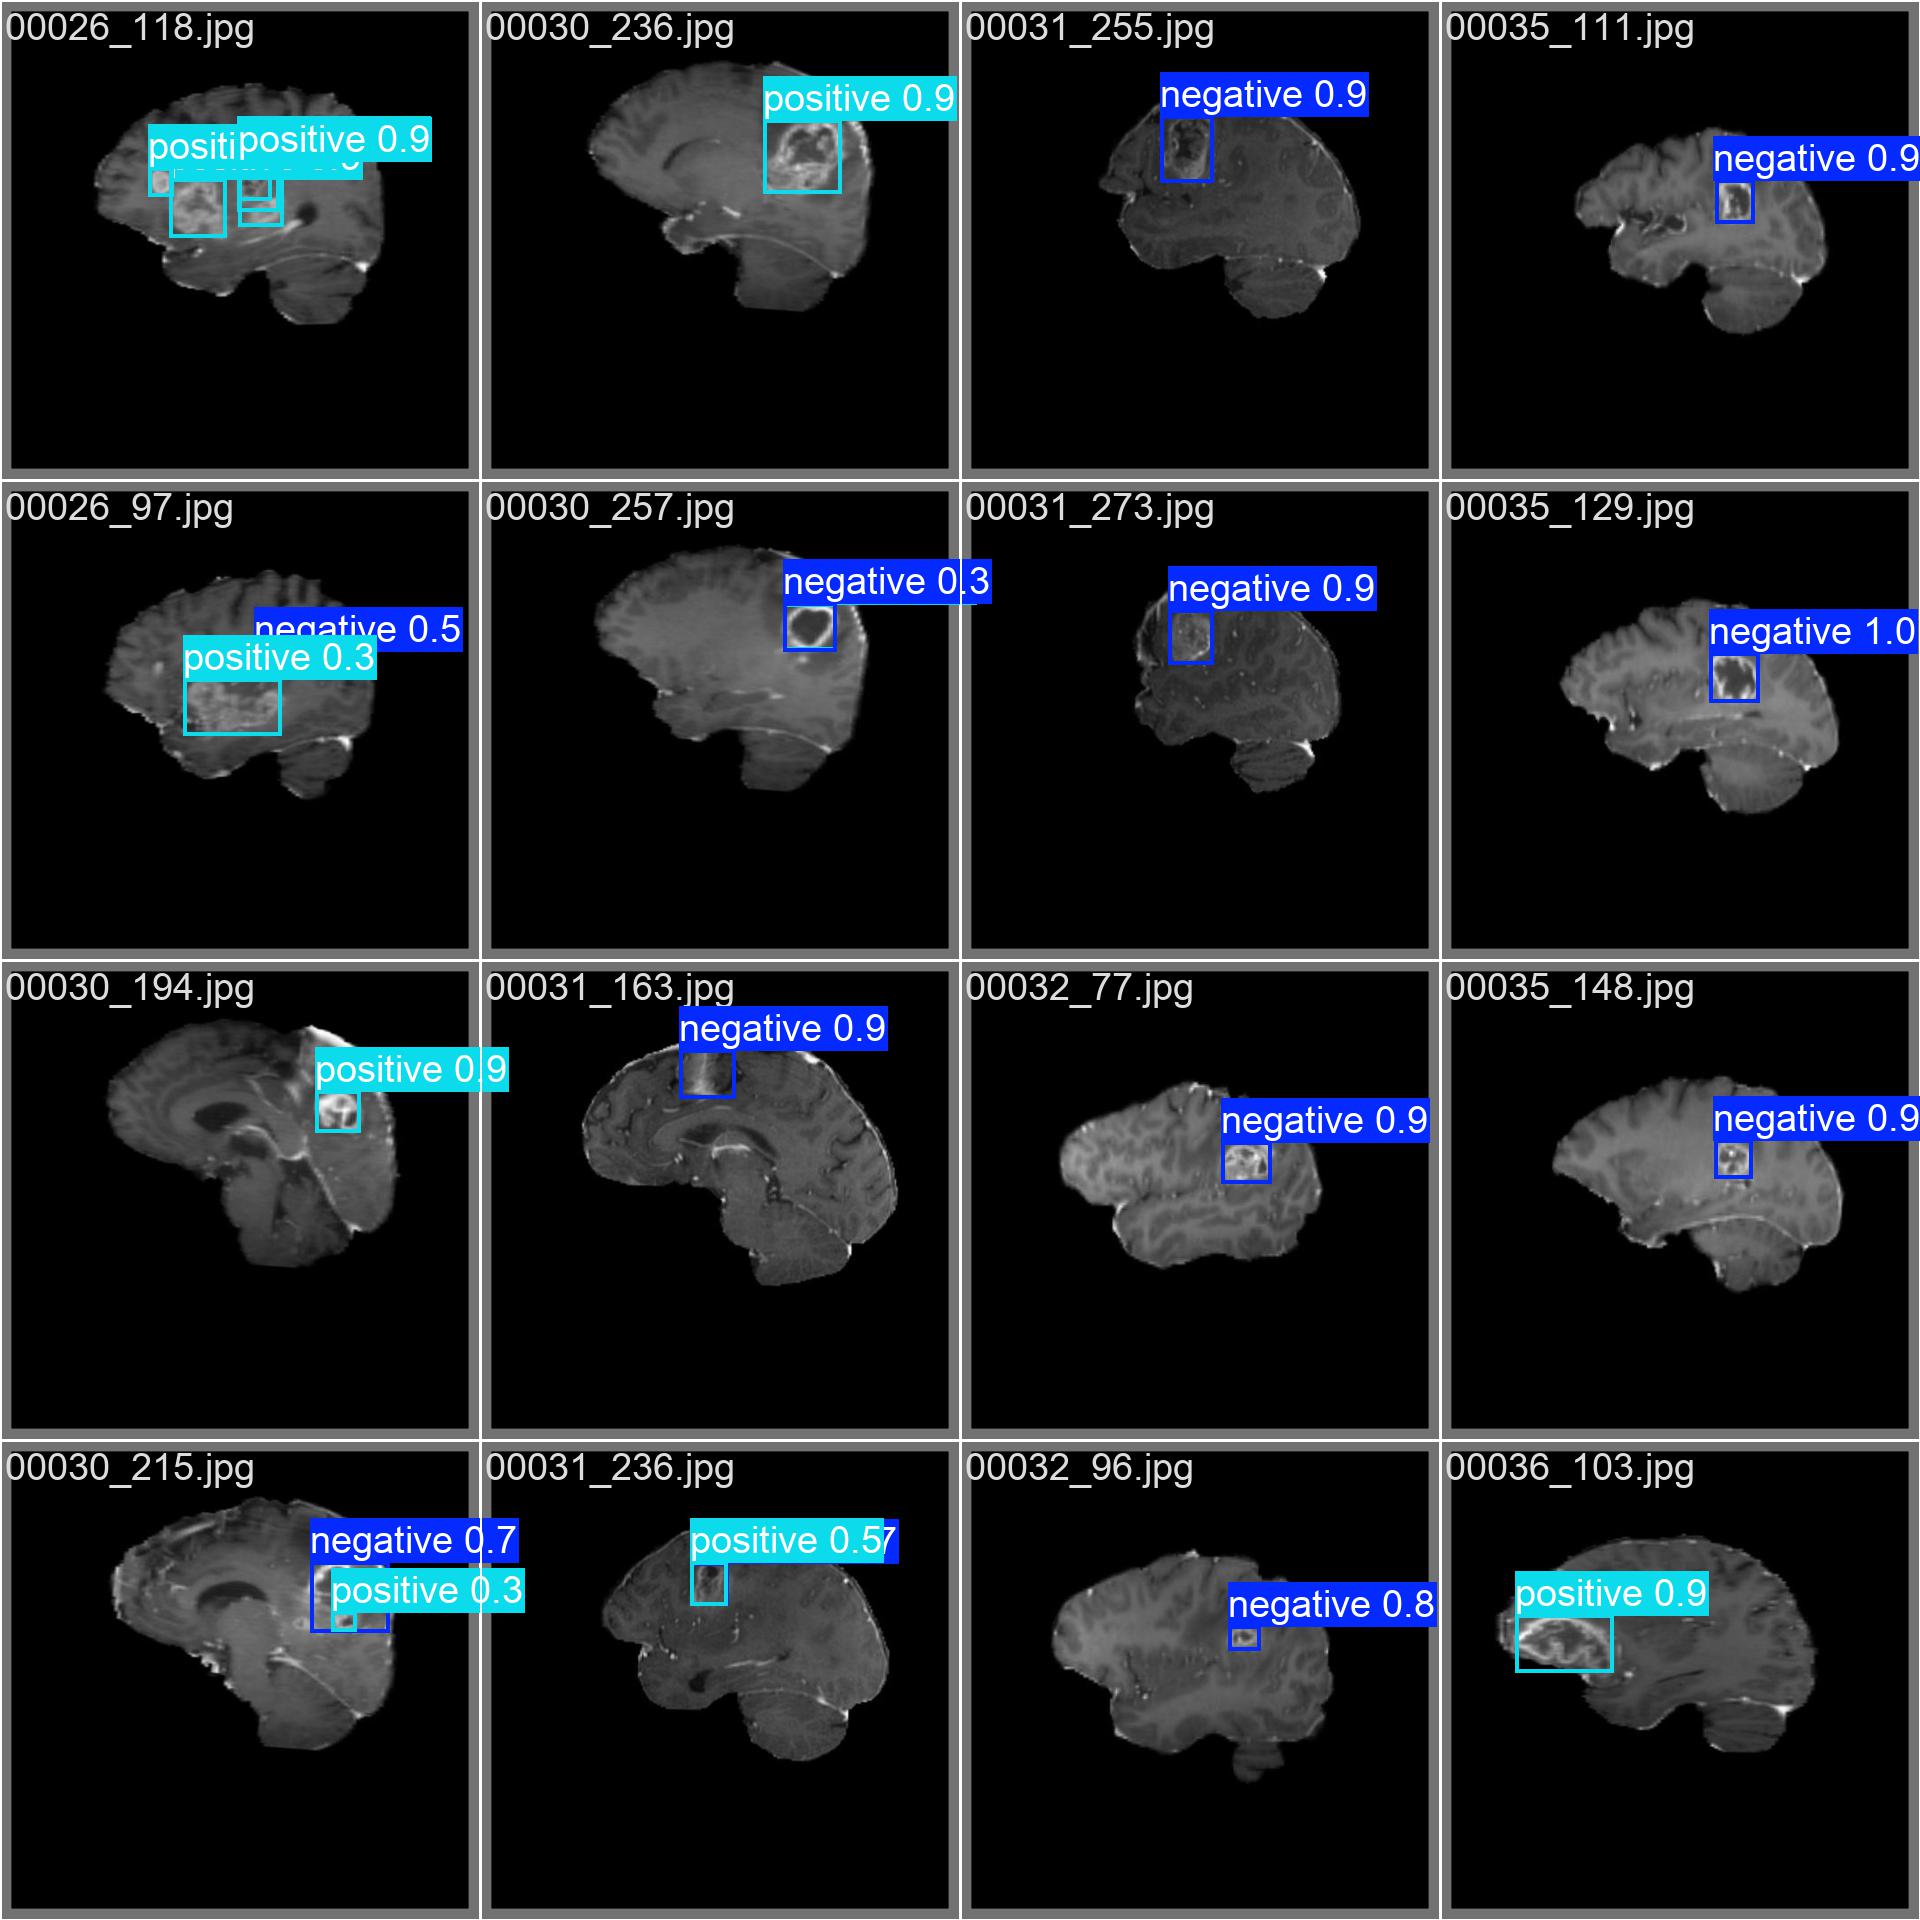 00026_118.jpg
positi
positive 0.9
00030_236.jpg
positive 0.9
00031_255.jpg
negative 0.9
00035_111.jpg
negative 0.9
00026_97.jpg
negative 0.5
positive 0.3
00030_257.jpg
negative 0.3
00031_273.jpg
negative 0.9
00035_129.jpg
negative 1.0
00030_194.jpg
positive 0.9
00031_163.jpg
negative 0.9
00032_77.jpg
negative 0.9
00035_148.jpg
negative 0.9
00030_215.jpg
negative 0.7
positive 0.3
00031_236.jpg
positive 0.5
7
00032_96.jpg
negative 0.8
00036_103.jpg
positive 0.9